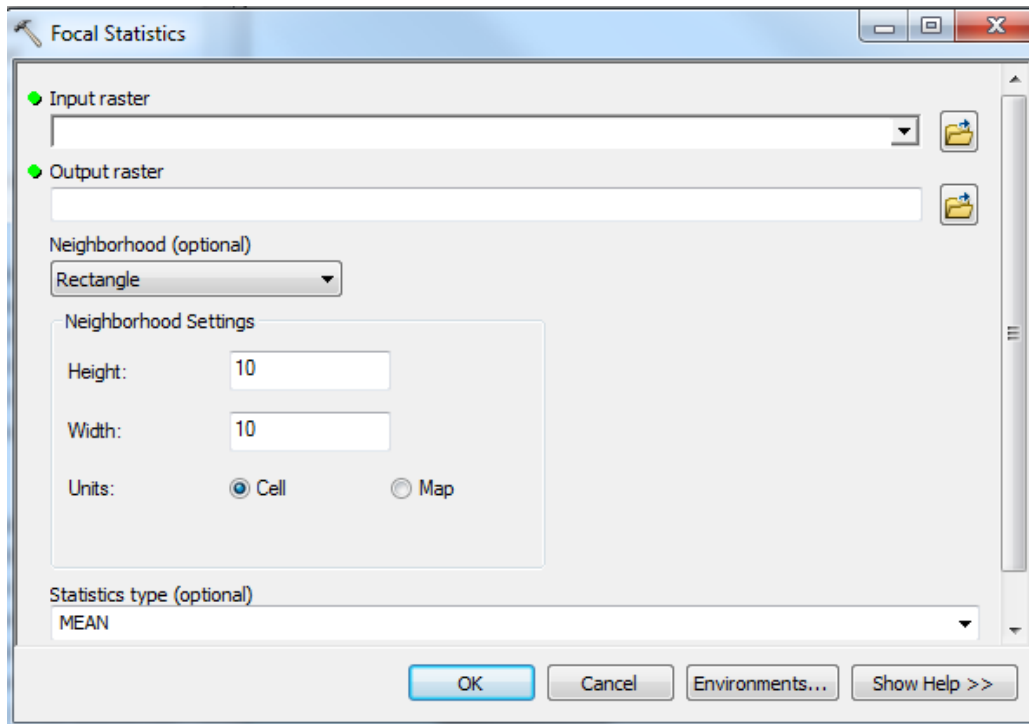 Focal Statistics
Input raster
Output raster
Neighborhood (optional)
Rectangle
Neighborhood Settings
Height: 10
Width: 10
Units: Cell Map
Statistics type (optional)
MEAN
OK Cancel Environments... Show Help >>